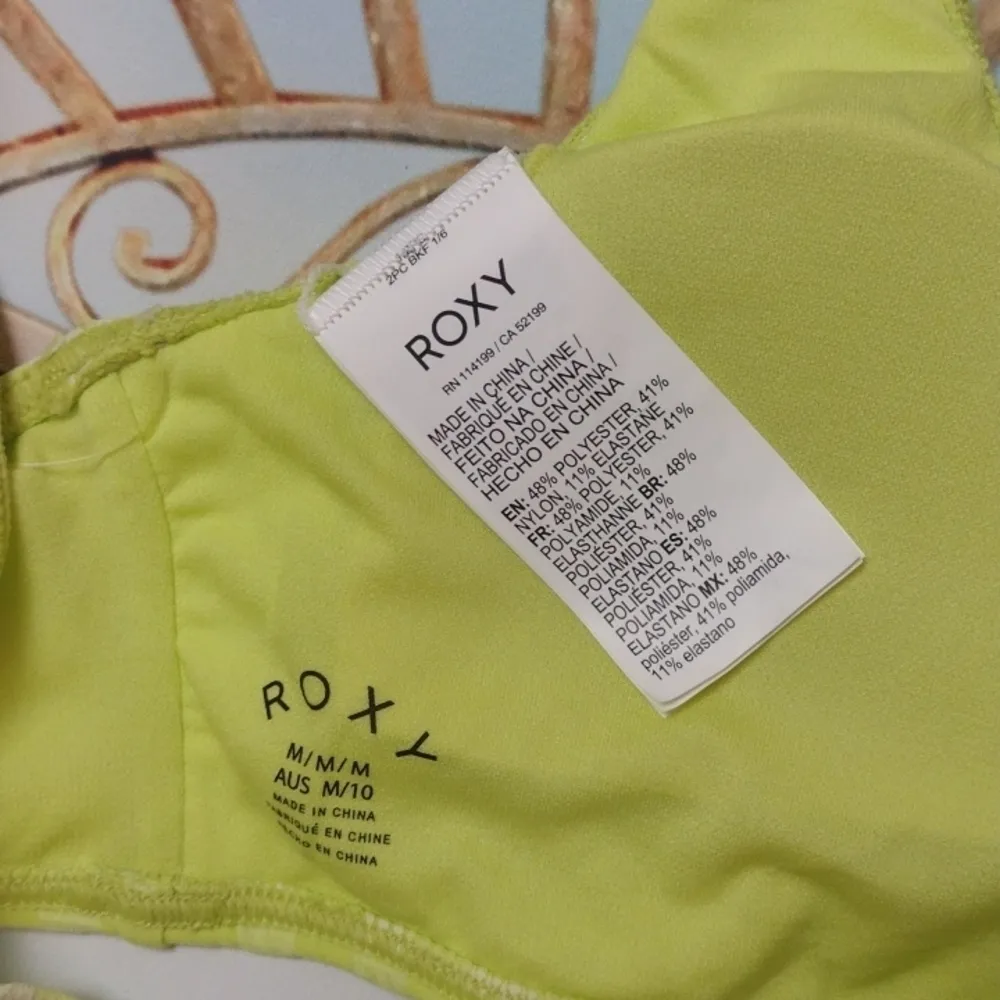 2PC BKF 1/6
ROXY
RN 114199 / CA 52199
MADE IN CHINA /
FABRIQUÉ EN CHINE /
FEITO NA CHINA /
FABRICADO EN CHINA /
HECHO EN CHINA
EN: 48% POLYESTER, 41%
NYLON, 11% ELASTANE
FR: 48% POLYESTER, 41%
POLYAMIDE, 11%
ELASTHANNE BR: 48%
POLIÉSTER, 41%
POLIAMIDA, 11%
ELASTANO ES: 48%
POLIÉSTER, 41%
POLIAMIDA, 11%
ELASTANO MX: 48%
poliéster, 41% poliamida,
11% elastano
ROXY
M/M/M
AUS M/10
MADE IN CHINA
FABRIQUÉ EN CHINE
HECHO EN CHINA